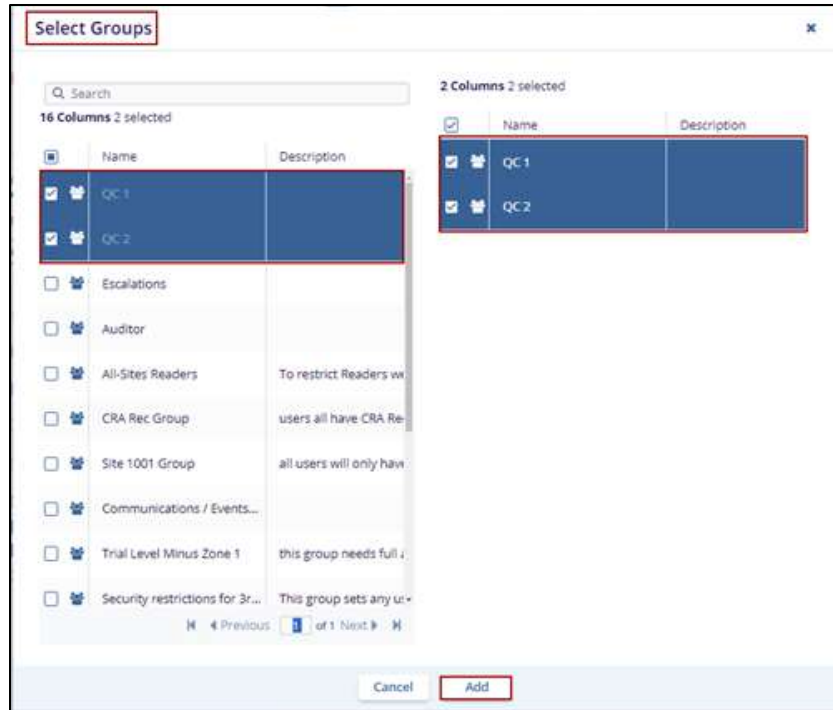 Select Groups
Search
16 Columns 2 selected
Name Description
QC 1
QC 2
Escalations
Auditor
All-Sites Readers To restrict Readers we
CRA Rec Group users all have CRA Re
Site 1001 Group all users will only have
Communications / Events...
Trial Level Minus Zone 1 this group needs full
Security restrictions for 3r... This group sets any
Previous 1 of 1 Next
2 Columns 2 selected
Name Description
QC 1
QC 2
Cancel Add